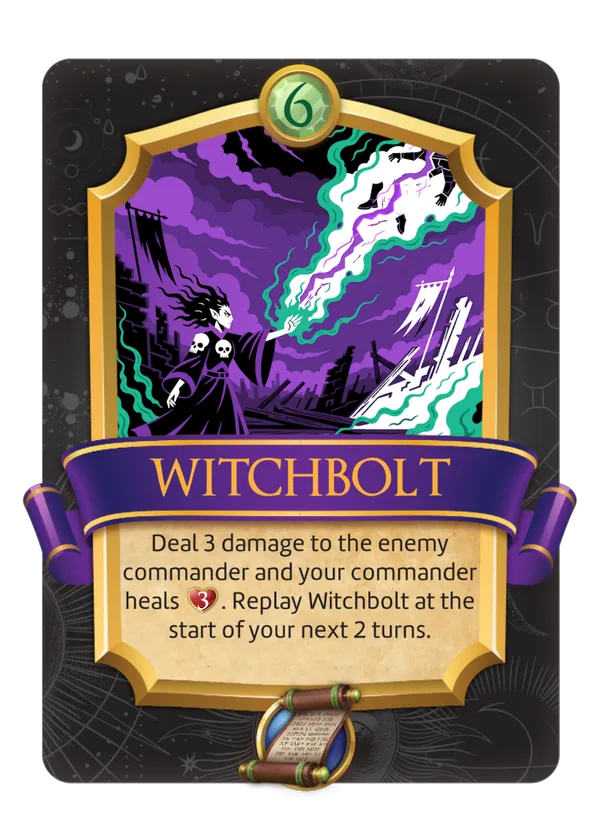 6
WITCHBOLT
Deal 3 damage to the enemy
commander and your commander
heals 3 . Replay Witchbolt at the
start of your next 2 turns.